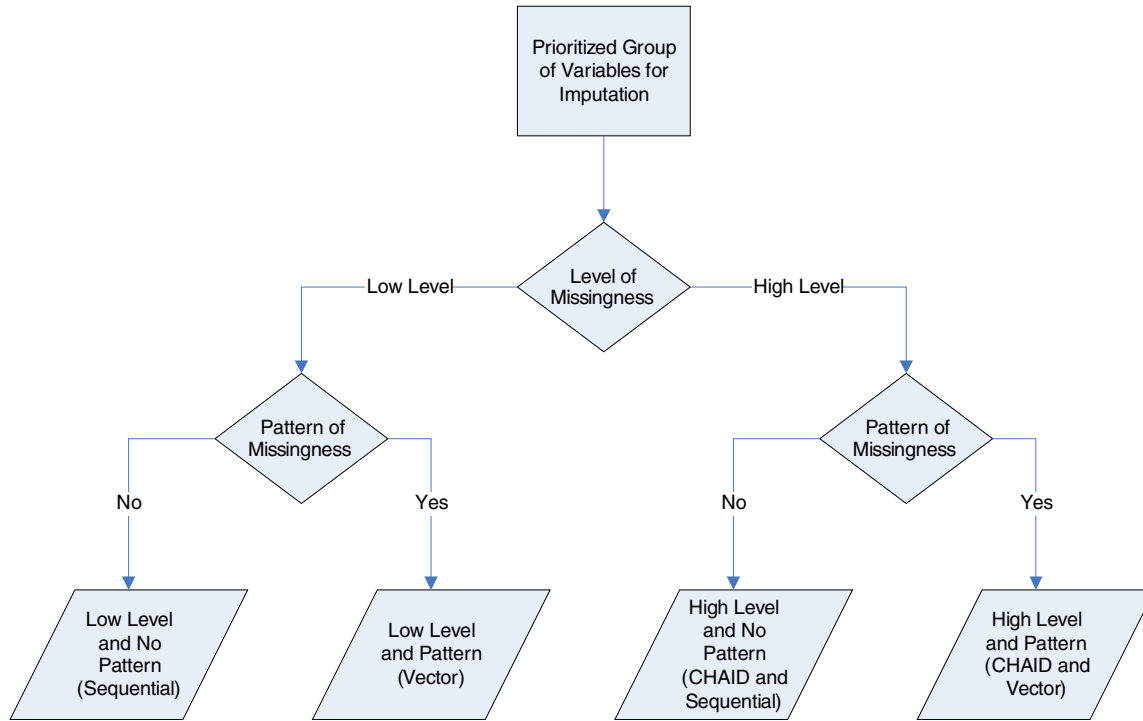 Prioritized Group
of Variables for
Imputation
Level of
Missingness
Low Level
High Level
Pattern of
Missingness
Pattern of
Missingness
No
Yes
No
Yes
Low Level
and No
Pattern
(Sequential)
Low Level
and Pattern
(Vector)
High Level
and No
Pattern
(CHAID and
Sequential)
High Level
and Pattern
(CHAID and
Vector)